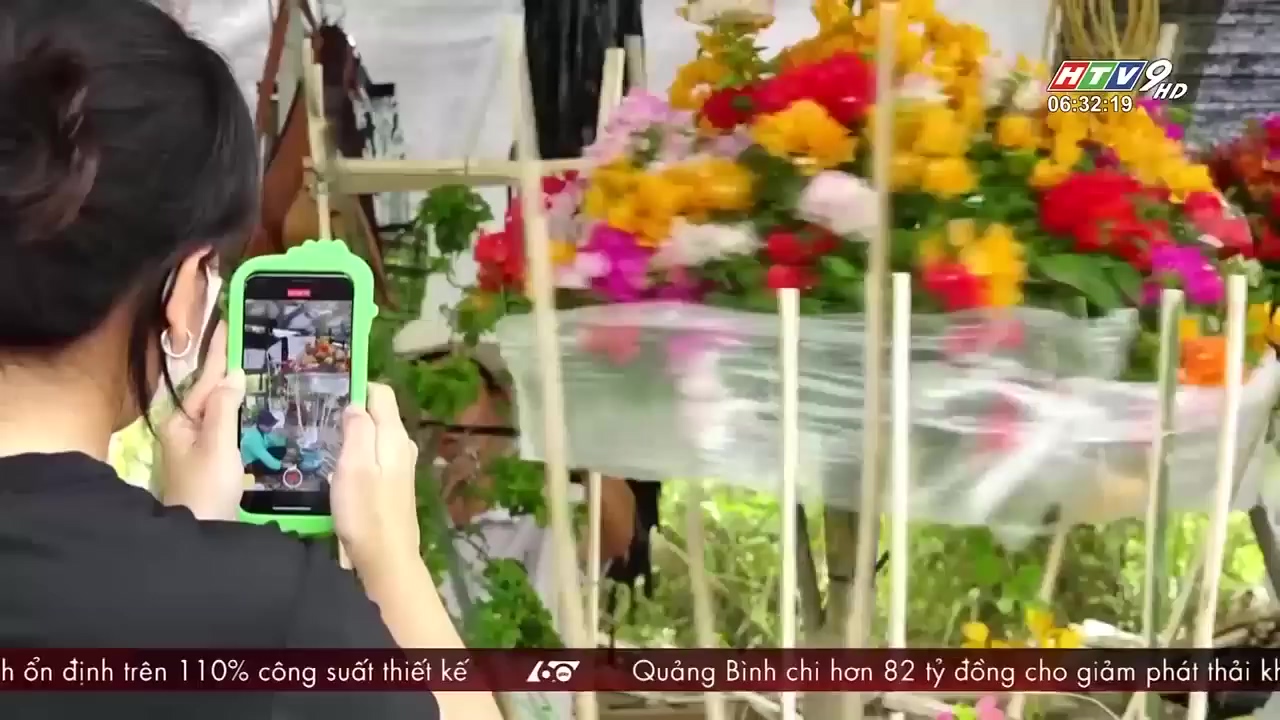 HTV9 HD
06:32:19
h ổn định trên 110% công suất thiết kế
60
Quảng Bình chi hơn 82 tỷ đồng cho giảm phát thải kh